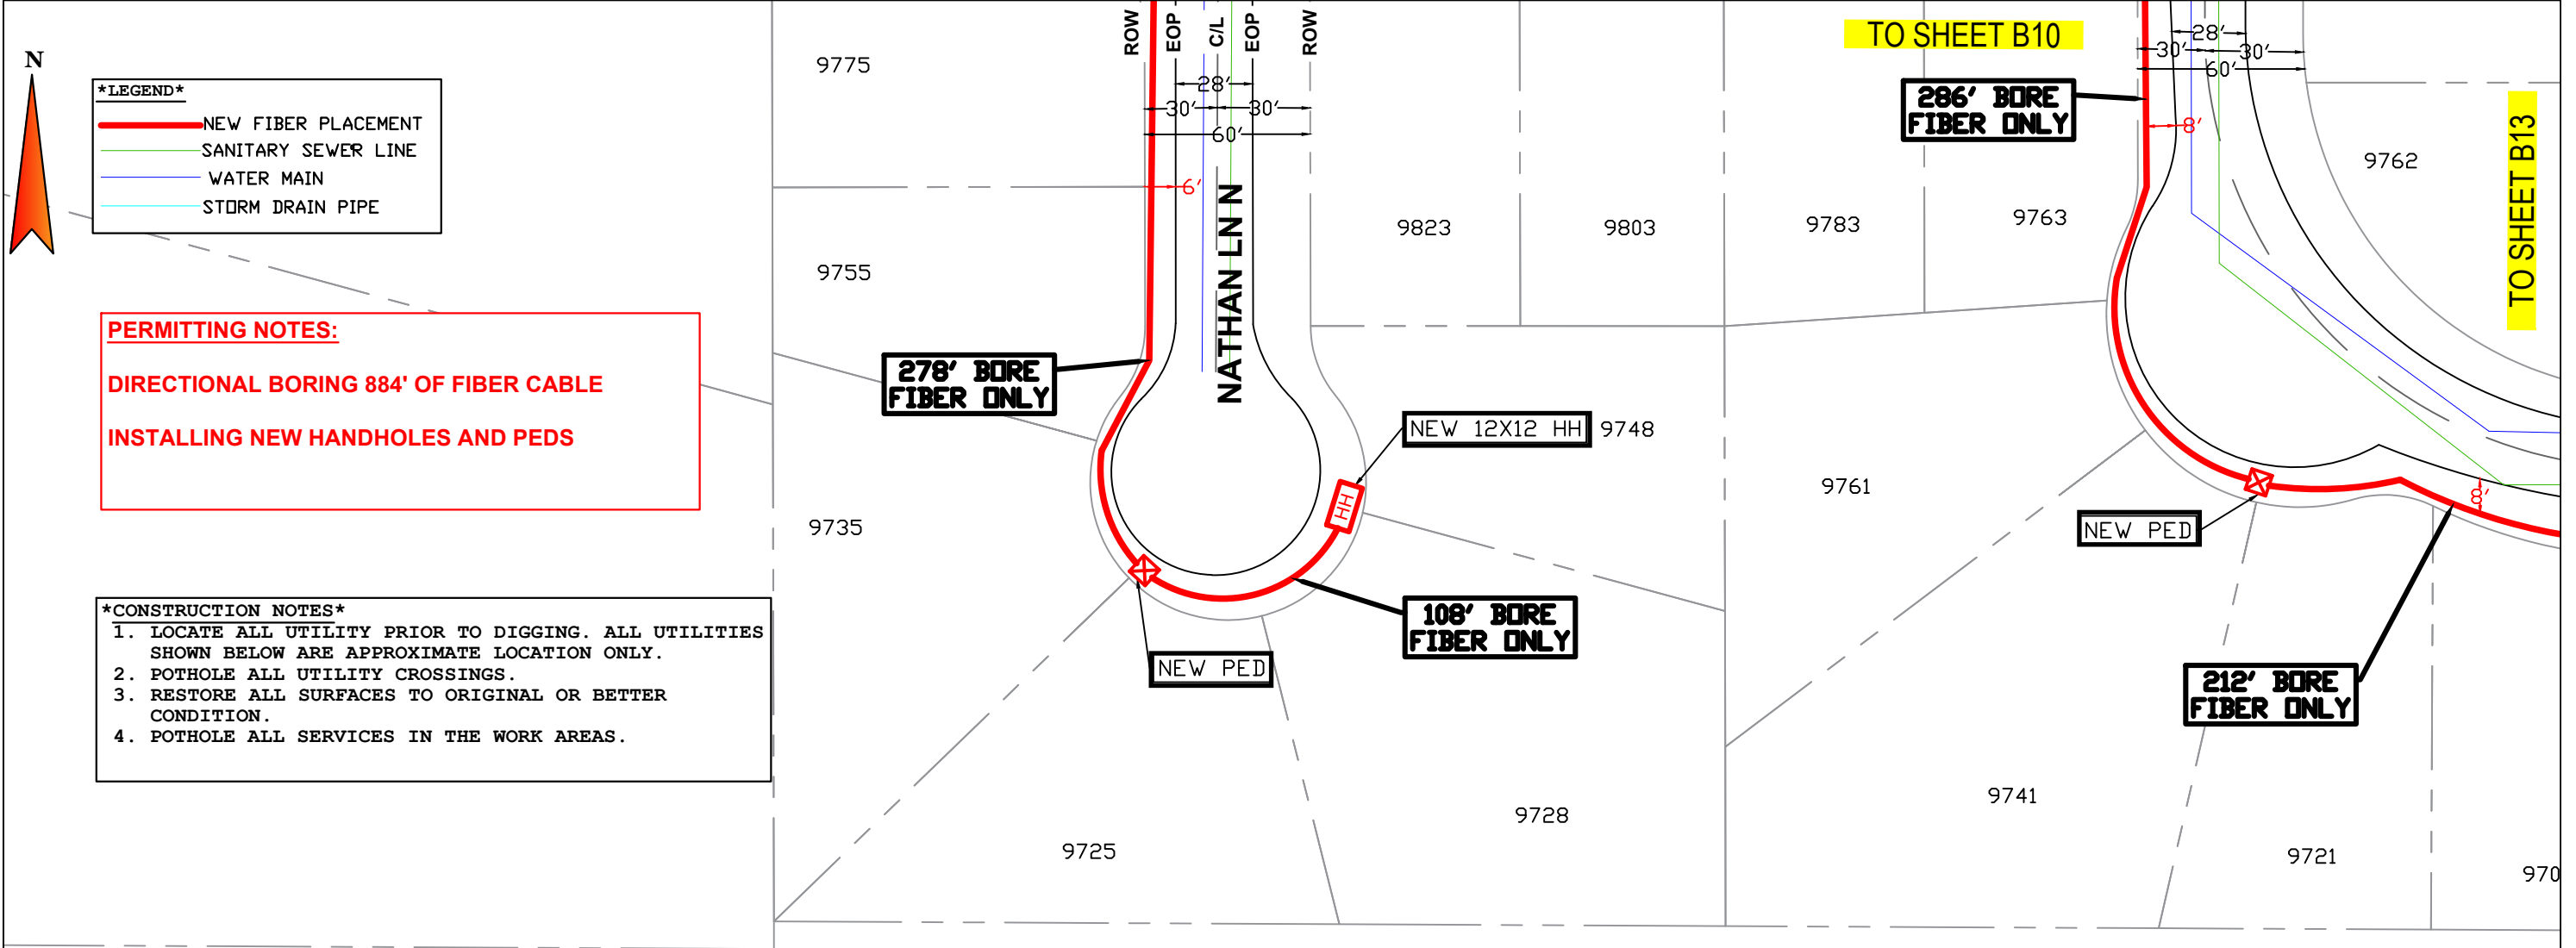 N
*LEGEND*
NEW FIBER PLACEMENT
SANITARY SEWER LINE
WATER MAIN
STORM DRAIN PIPE
PERMITTING NOTES:
DIRECTIONAL BORING 884' OF FIBER CABLE
INSTALLING NEW HANDHOLES AND PEDS
*CONSTRUCTION NOTES*
1. LOCATE ALL UTILITY PRIOR TO DIGGING. ALL UTILITIES
SHOWN BELOW ARE APPROXIMATE LOCATION ONLY.
2. POTHOLE ALL UTILITY CROSSINGS.
3. RESTORE ALL SURFACES TO ORIGINAL OR BETTER
CONDITION.
4. POTHOLE ALL SERVICES IN THE WORK AREAS.
9775
9755
9735
9725
ROW
EOP
C/L
EOP
ROW
28'
30'
30'
60'
6'
NATHAN LN N
278' BORE
FIBER ONLY
NEW 12X12 HH
9748
HH
108' BORE
FIBER ONLY
NEW PED
9728
9823
9803
9783
9763
TO SHEET B10
286' BORE
FIBER ONLY
28'
30'
30'
60'
8'
9762
TO SHEET B13
9761
NEW PED
8'
212' BORE
FIBER ONLY
9741
9721
970